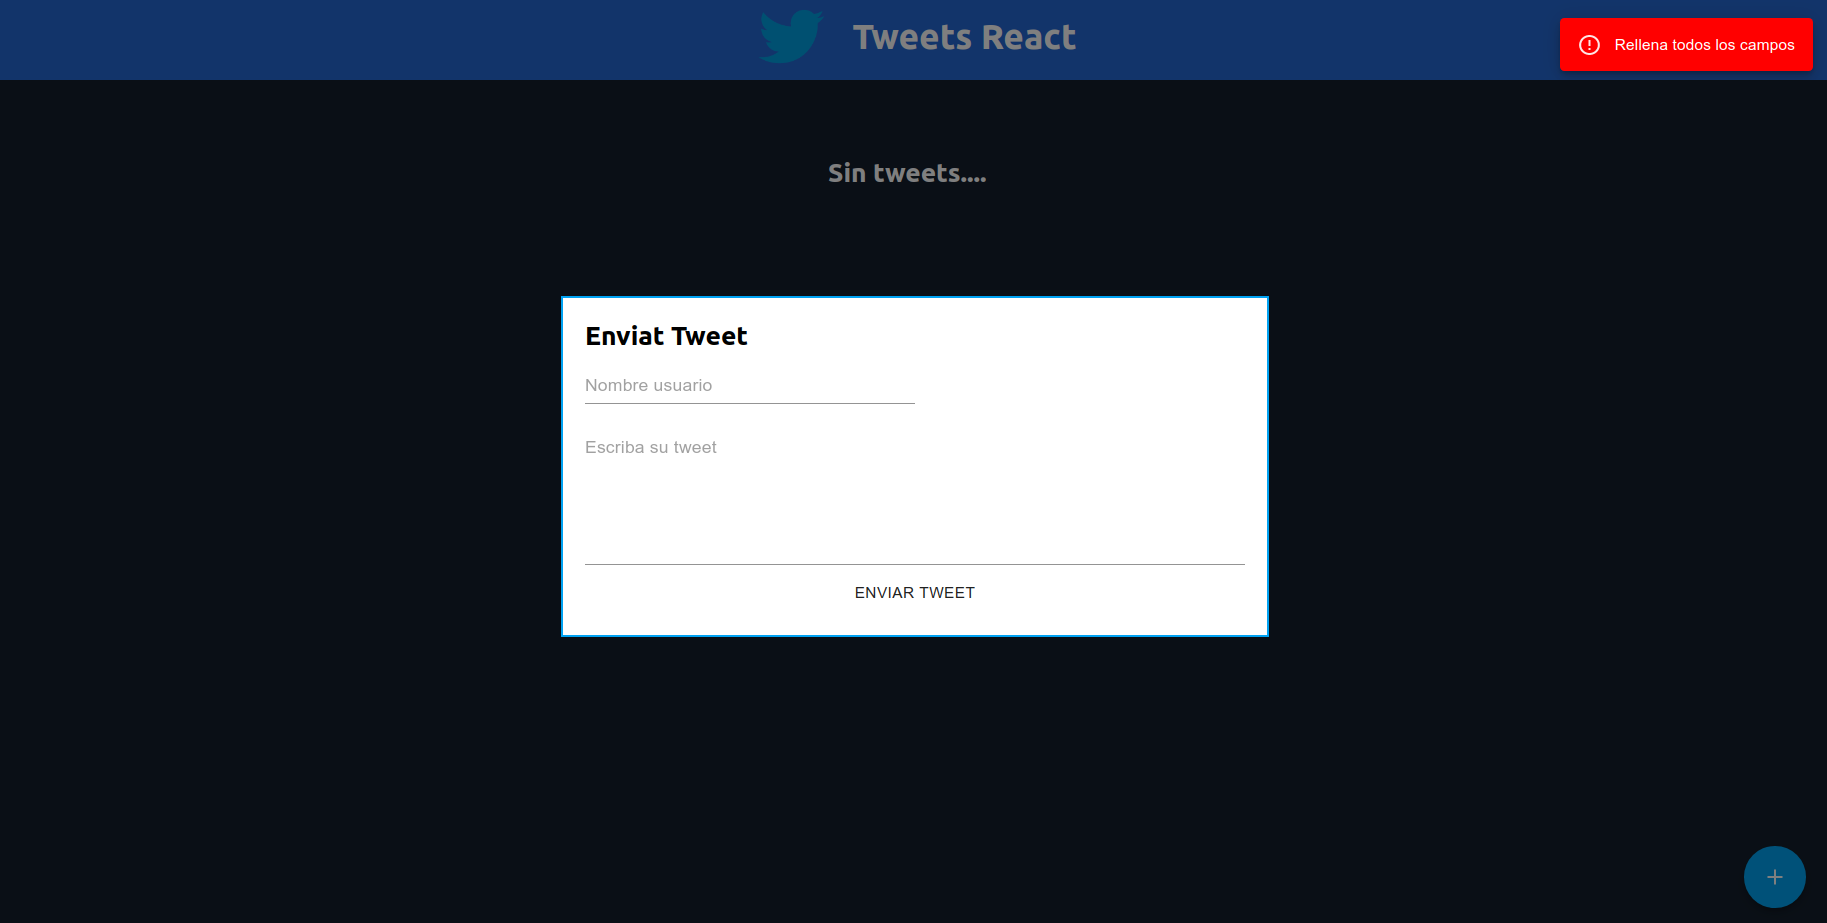 Tweets React
Rellena todos los campos
Sin tweets....
Enviat Tweet
Nombre usuario
Escriba su tweet
ENVIAR TWEET